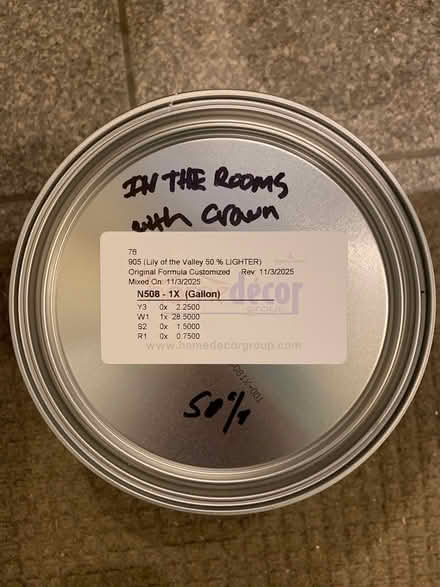 IN THE ROOMS
with Crown
76
905 (Lily of the Valley 50 % LIGHTER)
Original Formula Customized Rev: 11/3/2025
Mixed On: 11/3/2025
N508 - 1X (Gallon)
decor
GROUP
Y3 0x 2.2500
W1 1x 28.5000
S2 0x 1.5000
R1 0x 0.7500
www.homedecorgroup.com
50%